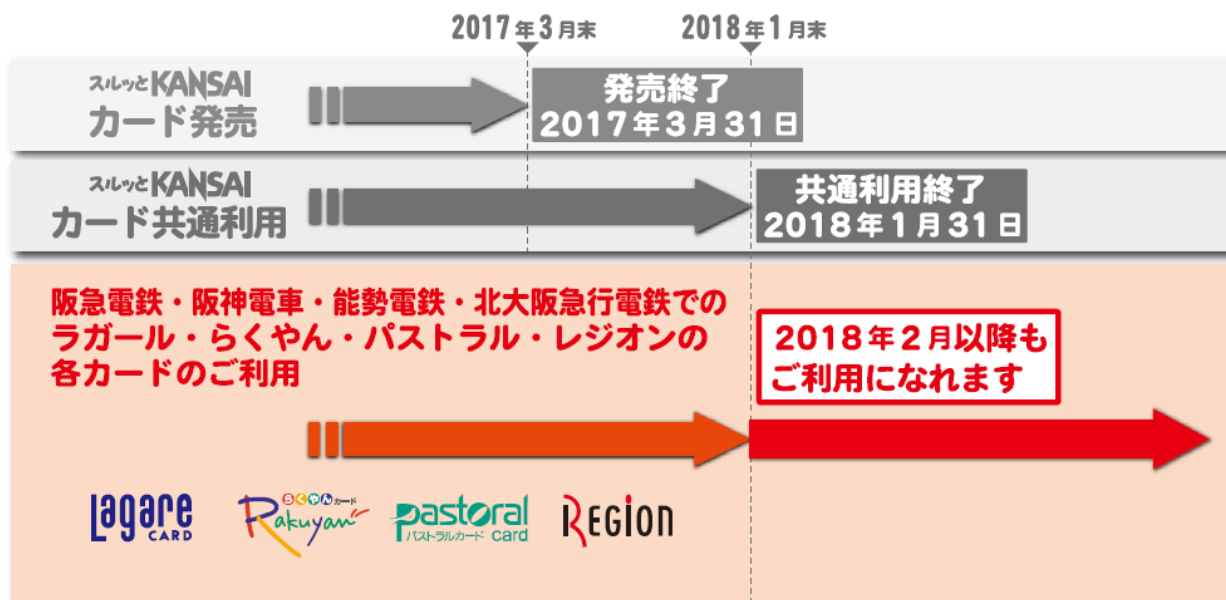 2017年3月末
2018年1月末
スルッとKANSAI
カード発売
発売終了
2017年3月31日
スルッとKANSAI
カード共通利用
共通利用終了
2018年1月31日
阪急電鉄・阪神電車・能勢電鉄・北大阪急行電鉄での
ラガール・らくやん・パストラル・レジオンの
各カードのご利用
2018年2月以降も
ご利用になれます
lagare
CARD
らくやんカード
Rakuyan
pastoral
パストラルカード card
REGION